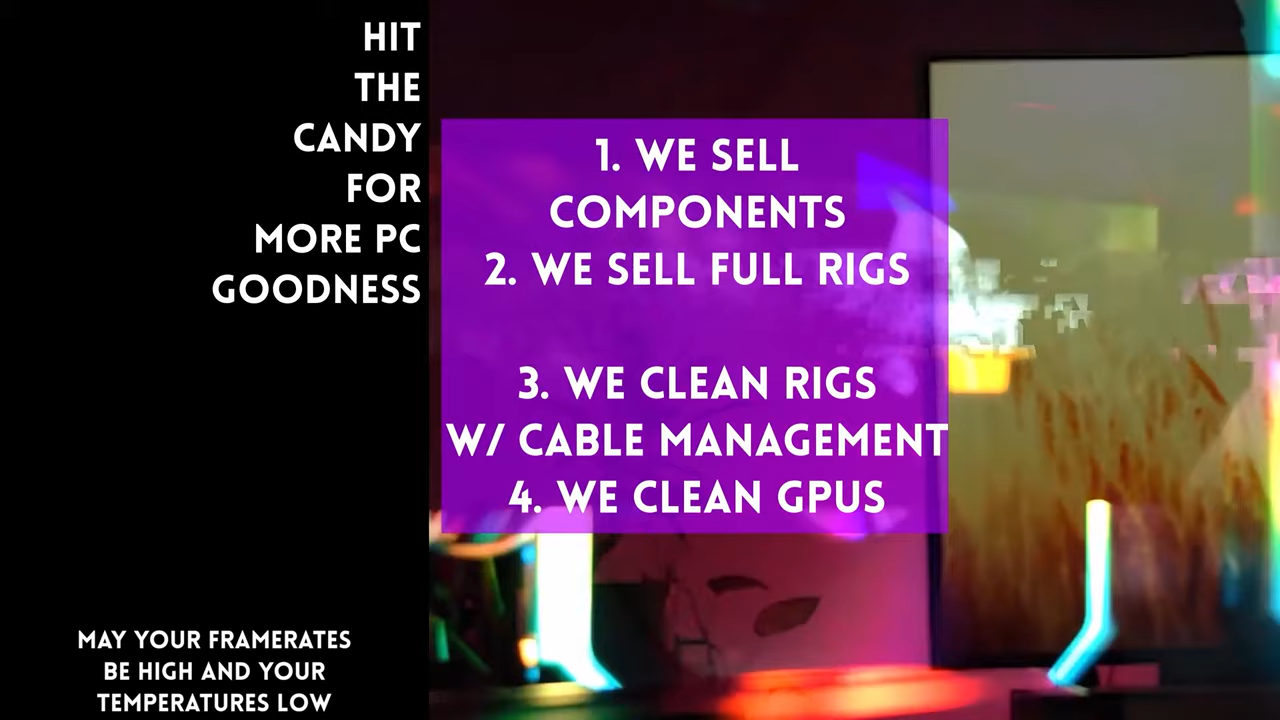 HIT
THE
CANDY
FOR
MORE PC
GOODNESS
1. WE SELL
COMPONENTS
2. WE SELL FULL RIGS
3. WE CLEAN RIGS
W/ CABLE MANAGEMENT
4. WE CLEAN GPUS
MAY YOUR FRAMERATES
BE HIGH AND YOUR
TEMPERATURES LOW